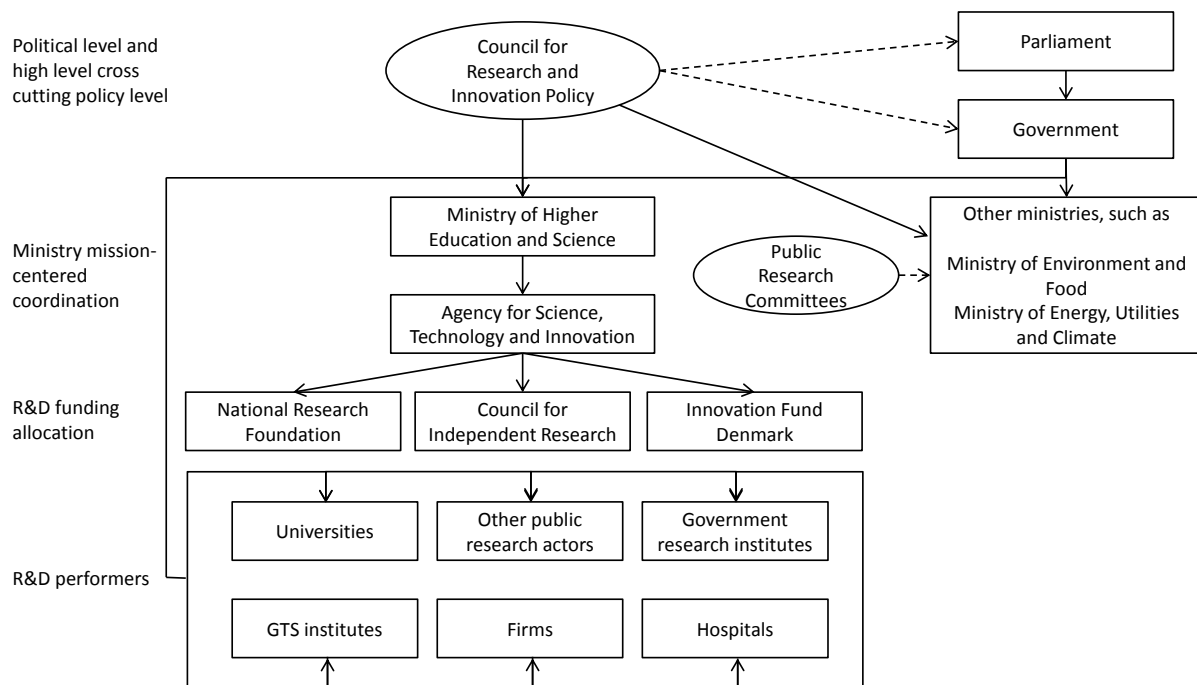 Political level and
high level cross
cutting policy level
Council for
Research and
Innovation Policy
Parliament
Government
Ministry mission-
centered
coordination
Ministry of Higher
Education and Science
Public
Research
Committees
Other ministries, such as
Ministry of Environment and
Food
Ministry of Energy, Utilities
and Climate
Agency for Science,
Technology and Innovation
R&D funding
allocation
National Research
Foundation
Council for
Independent Research
Innovation Fund
Denmark
R&D performers
Universities
Other public
research actors
Government
research institutes
GTS institutes
Firms
Hospitals